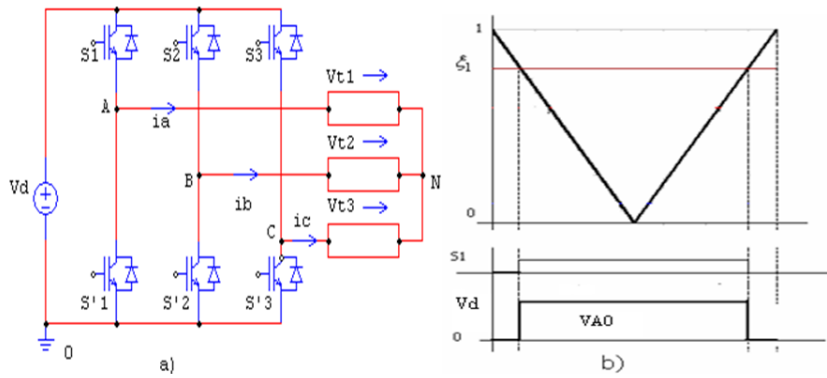 S1
S2
S3
Vt1
A
ia
Vt2
Vd
B
N
ib
Vt3
C
ic
S'1
S'2
S'3
0
a)
1
ξ1
0
S1
Vd
VA0
0
b)